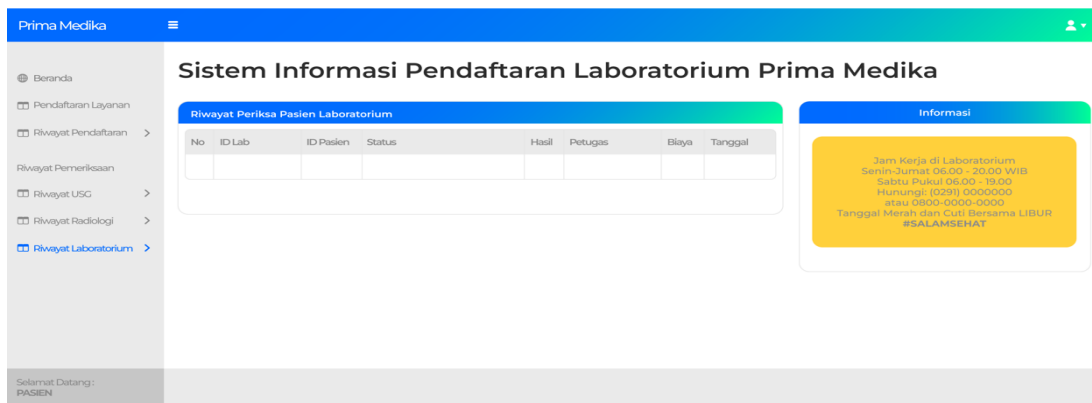 Prima Medika
Sistem Informasi Pendaftaran Laboratorium Prima Medika
Beranda
Pendaftaran Layanan
Riwayat Pendaftaran
Riwayat Pemeriksaan
Riwayat USG
Riwayat Radiologi
Riwayat Laboratorium
Selamat Datang :
PASIEN
Riwayat Periksa Pasien Laboratorium
No ID Lab ID Pasien Status Hasil Petugas Biaya Tanggal
Informasi
Jam Kerja di Laboratorium
Senin-Jumat 06.00 - 20.00 WIB
Sabtu Pukul 06.00 - 19.00
Hunungi: (0291) 0000000
atau 0800-0000-0000
Tanggal Merah dan Cuti Bersama LIBUR
#SALAMSEHAT